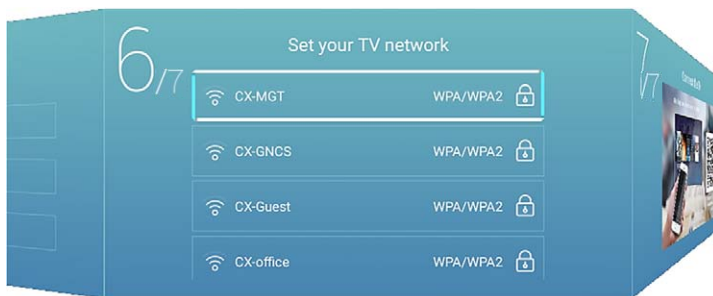 6/7
Set your TV network
CX-MGT WPA/WPA2
CX-GNCS WPA/WPA2
CX-Guest WPA/WPA2
CX-office WPA/WPA2
7/7